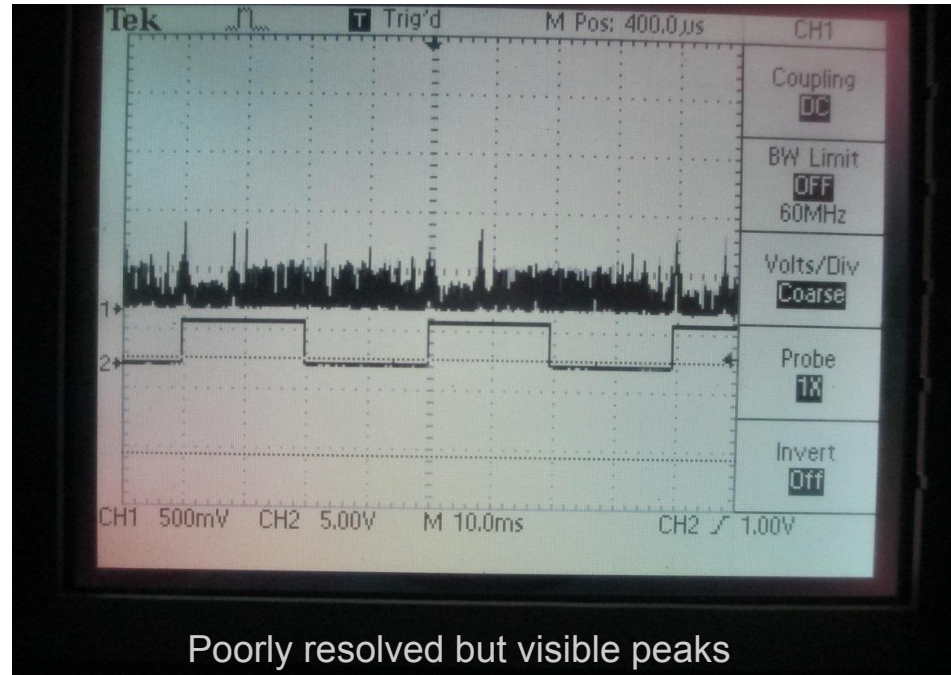 Tek T Trig'd M Pos: 400.0µs CH1
Coupling
DC
BW Limit
OFF
60MHz
Volts/Div
Coarse
Probe
1X
Invert
Off
1
2
CH1 500mV CH2 5.00V M 10.0ms CH2 1.00V
Poorly resolved but visible peaks